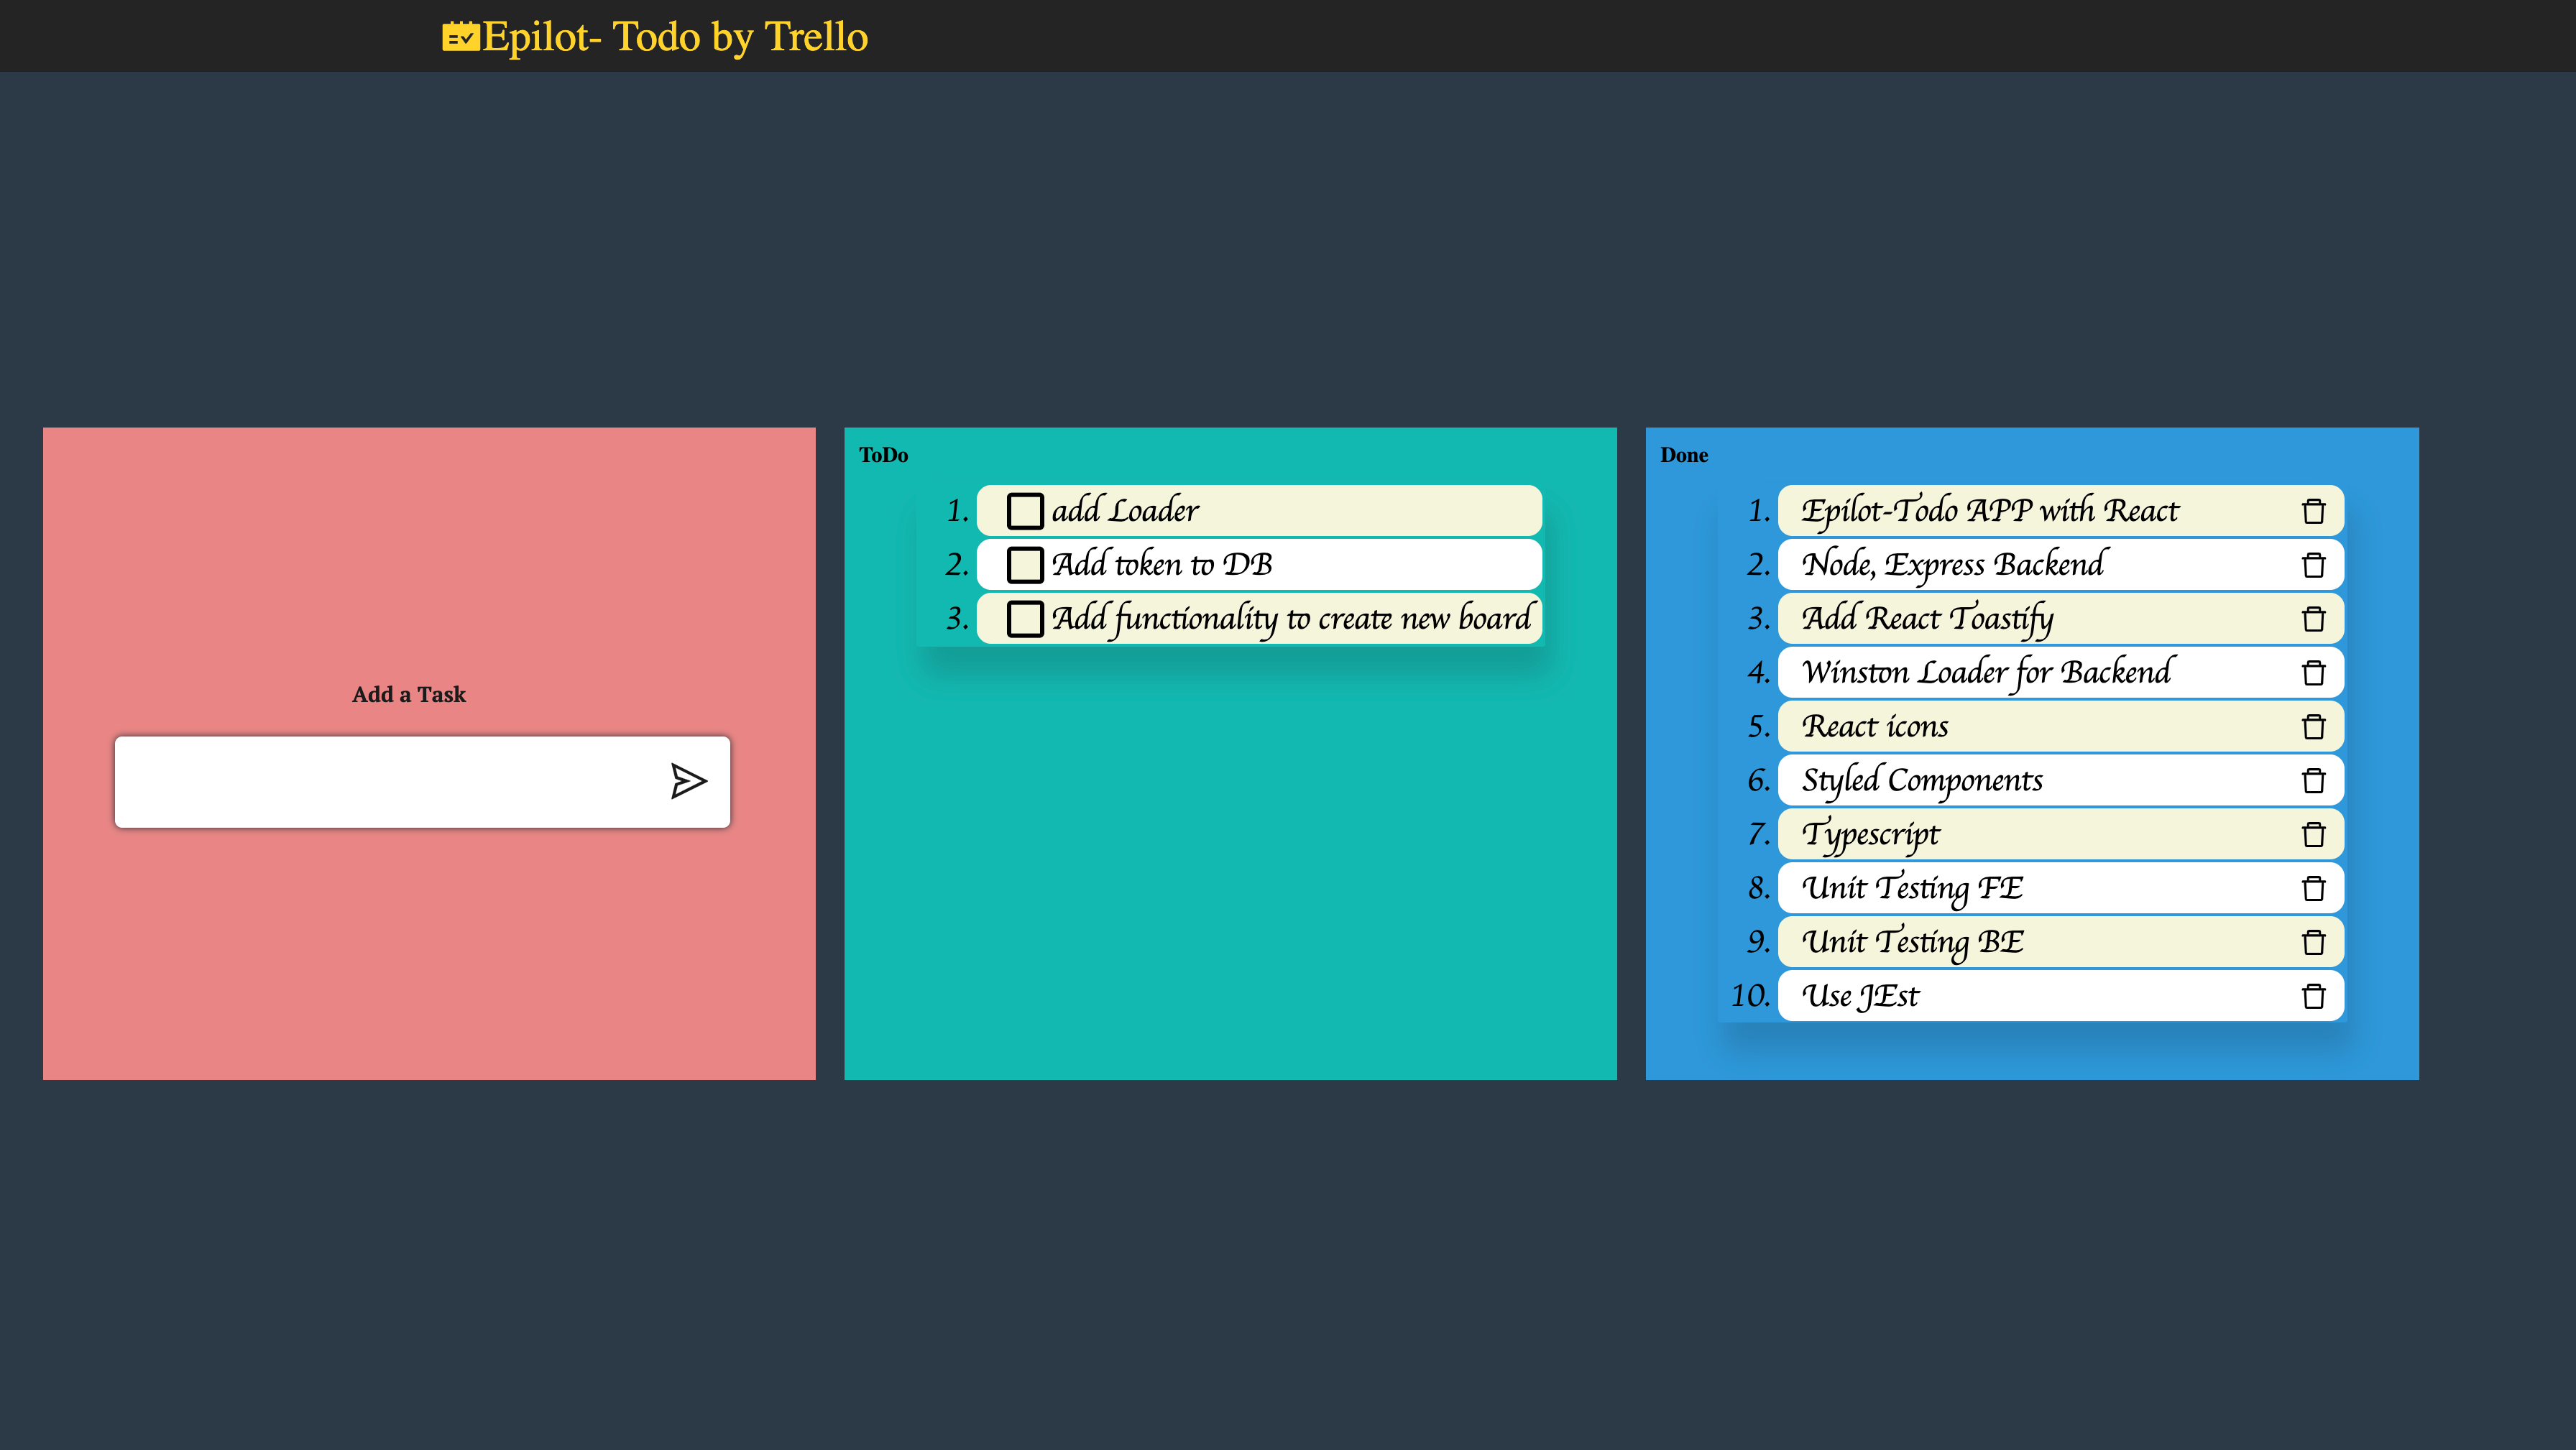 Epilot- Todo by Trello
Add a Task
ToDo
1. add Loader
2. Add token to DB
3. Add functionality to create new board
Done
1. Epilot-Todo APP with React
2. Node, Express Backend
3. Add React Toastify
4. Winston Loader for Backend
5. React icons
6. Styled Components
7. Typescript
8. Unit Testing FE
9. Unit Testing BE
10. Use JEst